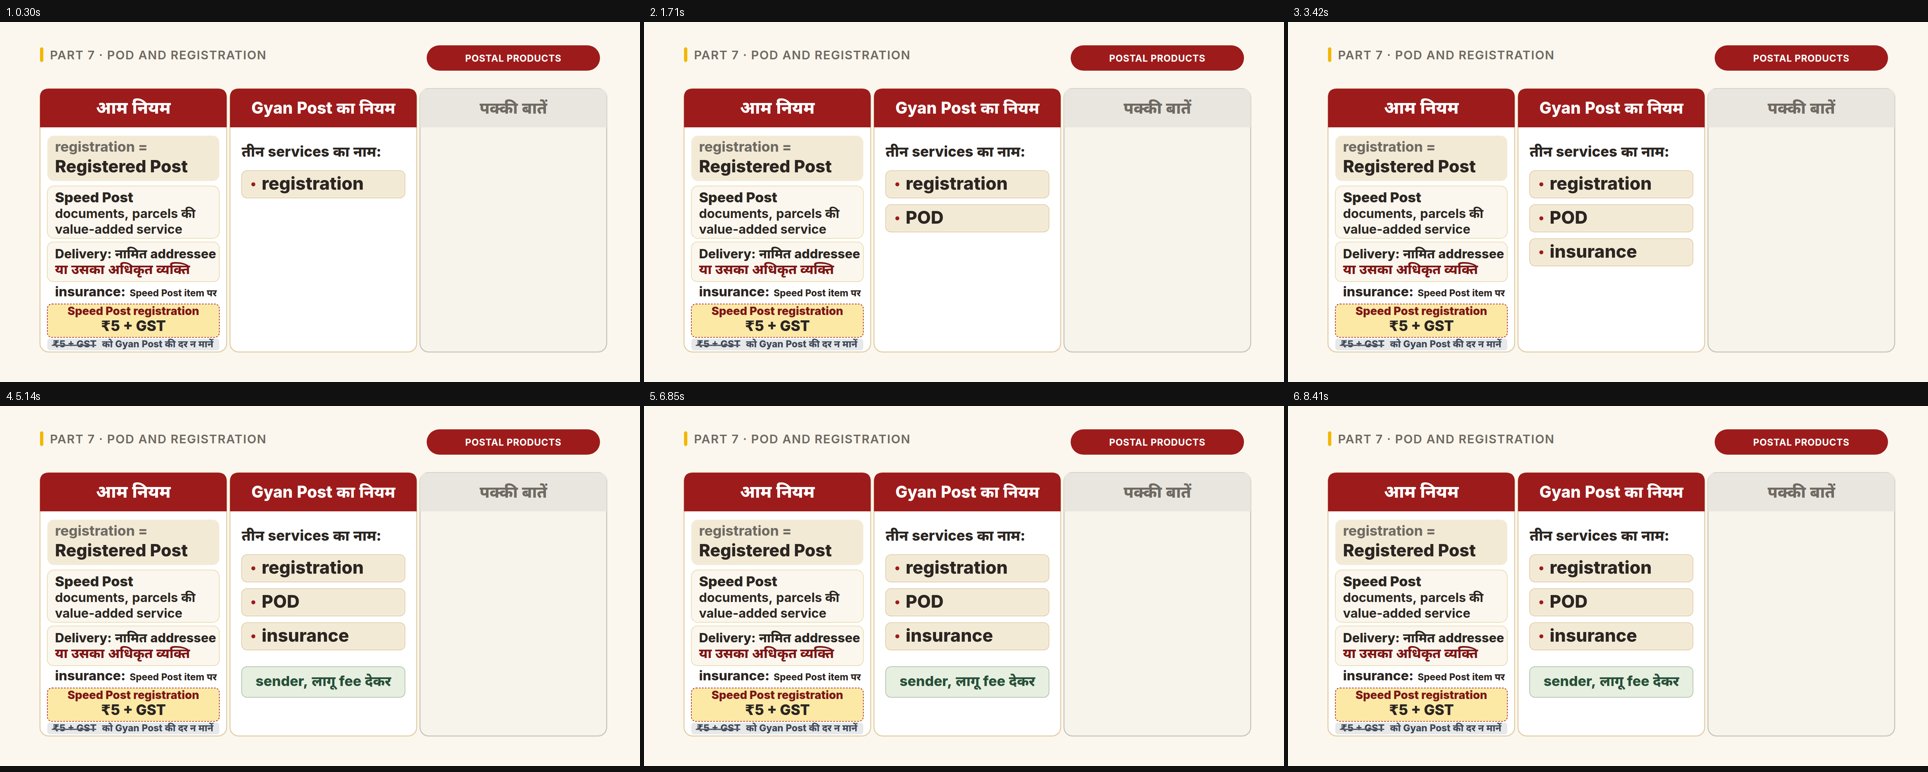 1. 0.30s
PART 7 · POD AND REGISTRATION
POSTAL PRODUCTS
आम नियम
registration =
Registered Post
Speed Post
documents, parcels की
value-added service
Delivery: नामित addressee
या उसका अधिकृत व्यक्ति
insurance: Speed Post item पर
Speed Post registration
₹5 + GST
₹5 + GST को Gyan Post की दर न मानें
Gyan Post का नियम
तीन services का नाम:
• registration
पक्की बातें
2. 1.71s
PART 7 · POD AND REGISTRATION
POSTAL PRODUCTS
आम नियम
registration =
Registered Post
Speed Post
documents, parcels की
value-added service
Delivery: नामित addressee
या उसका अधिकृत व्यक्ति
insurance: Speed Post item पर
Speed Post registration
₹5 + GST
₹5 + GST को Gyan Post की दर न मानें
Gyan Post का नियम
तीन services का नाम:
• registration
• POD
पक्की बातें
3. 3.42s
PART 7 · POD AND REGISTRATION
POSTAL PRODUCTS
आम नियम
registration =
Registered Post
Speed Post
documents, parcels की
value-added service
Delivery: नामित addressee
या उसका अधिकृत व्यक्ति
insurance: Speed Post item पर
Speed Post registration
₹5 + GST
₹5 + GST को Gyan Post की दर न मानें
Gyan Post का नियम
तीन services का नाम:
• registration
• POD
• insurance
पक्की बातें
4. 5.14s
PART 7 · POD AND REGISTRATION
POSTAL PRODUCTS
आम नियम
registration =
Registered Post
Speed Post
documents, parcels की
value-added service
Delivery: नामित addressee
या उसका अधिकृत व्यक्ति
insurance: Speed Post item पर
Speed Post registration
₹5 + GST
₹5 + GST को Gyan Post की दर न मानें
Gyan Post का नियम
तीन services का नाम:
• registration
• POD
• insurance
sender, लागू fee देकर
पक्की बातें
5. 6.85s
PART 7 · POD AND REGISTRATION
POSTAL PRODUCTS
आम नियम
registration =
Registered Post
Speed Post
documents, parcels की
value-added service
Delivery: नामित addressee
या उसका अधिकृत व्यक्ति
insurance: Speed Post item पर
Speed Post registration
₹5 + GST
₹5 + GST को Gyan Post की दर न मानें
Gyan Post का नियम
तीन services का नाम:
• registration
• POD
• insurance
sender, लागू fee देकर
पक्की बातें
6. 8.41s
PART 7 · POD AND REGISTRATION
POSTAL PRODUCTS
आम नियम
registration =
Registered Post
Speed Post
documents, parcels की
value-added service
Delivery: नामित addressee
या उसका अधिकृत व्यक्ति
insurance: Speed Post item पर
Speed Post registration
₹5 + GST
₹5 + GST को Gyan Post की दर न मानें
Gyan Post का नियम
तीन services का नाम:
• registration
• POD
• insurance
sender, लागू fee देकर
पक्की बातें